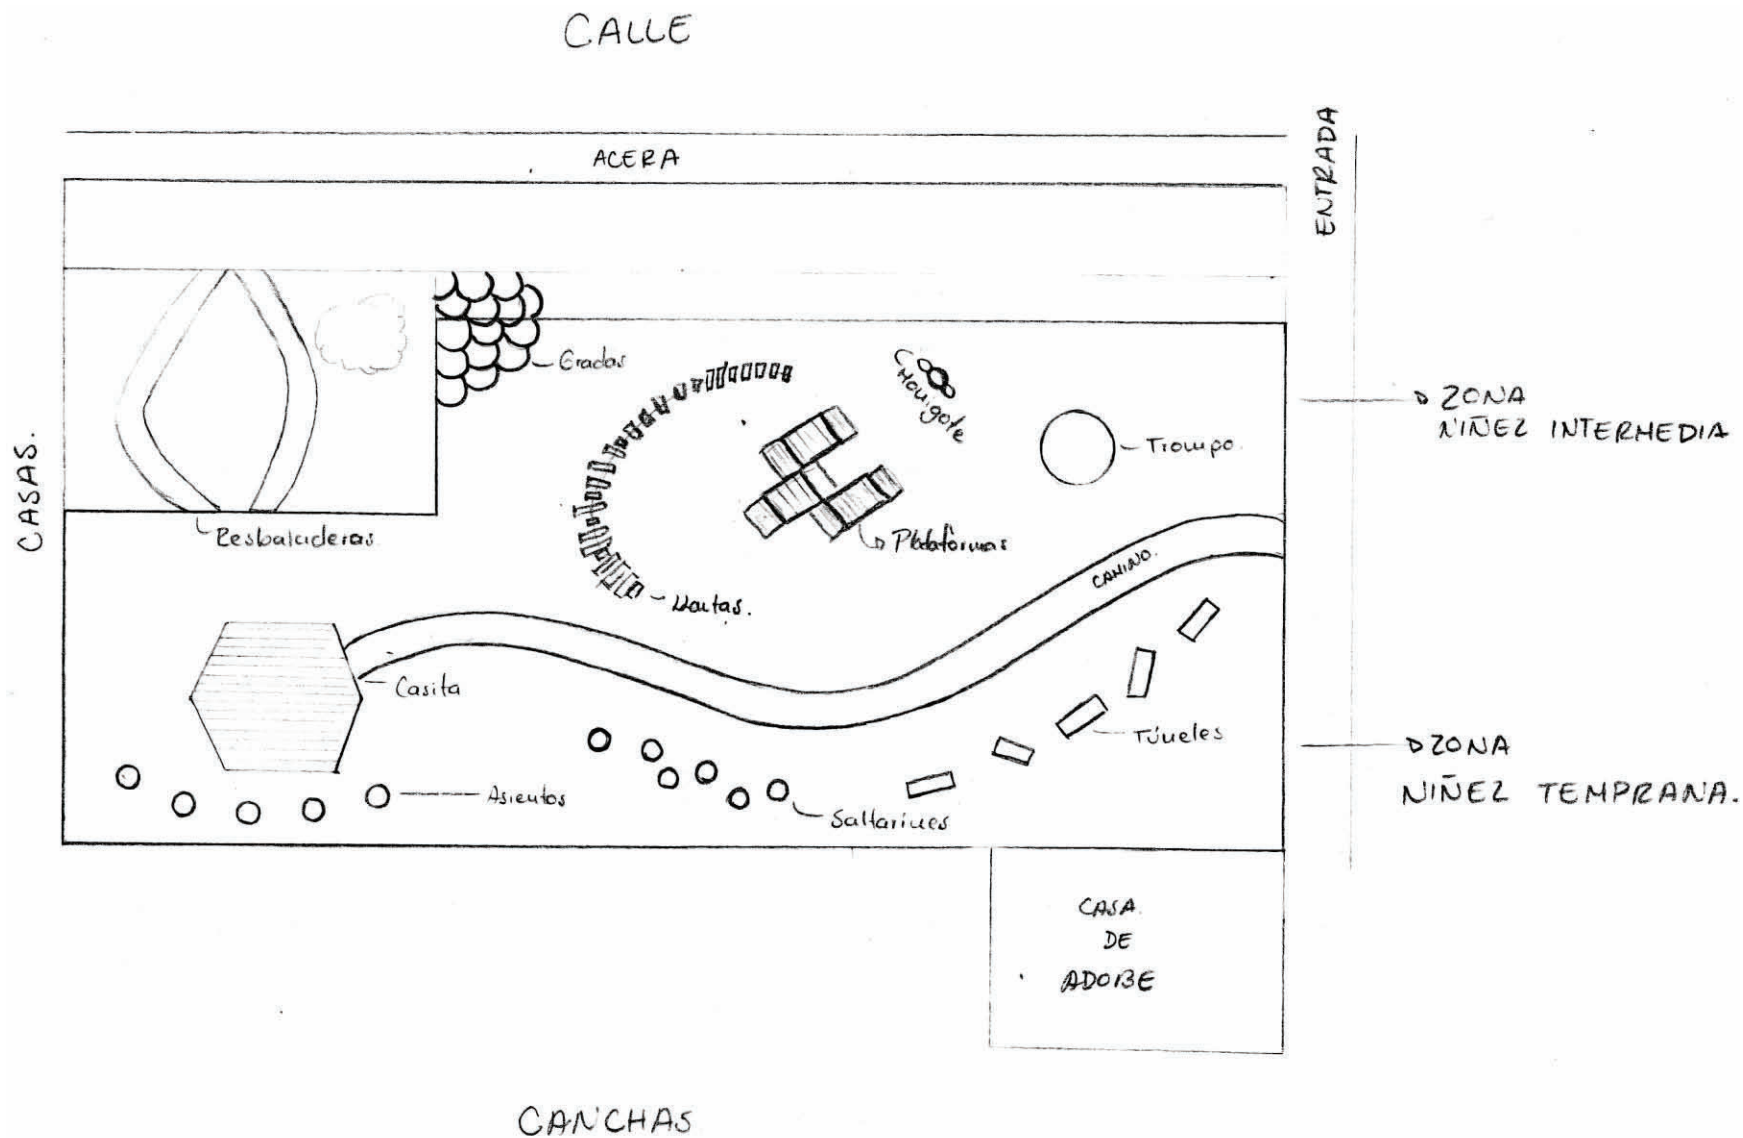 CALLE
ACERA
ENTRADA
Gradas
CASAS.
Resbaladeras
Llantas.
Plataformas
Trompo.
ZONA
NIÑEZ INTERMEDIA
CAMINO.
Casita
Túneles
Asientos
Saltarines
ZONA
NIÑEZ TEMPRANA.
CASA
DE
ADOBE
CANCHAS